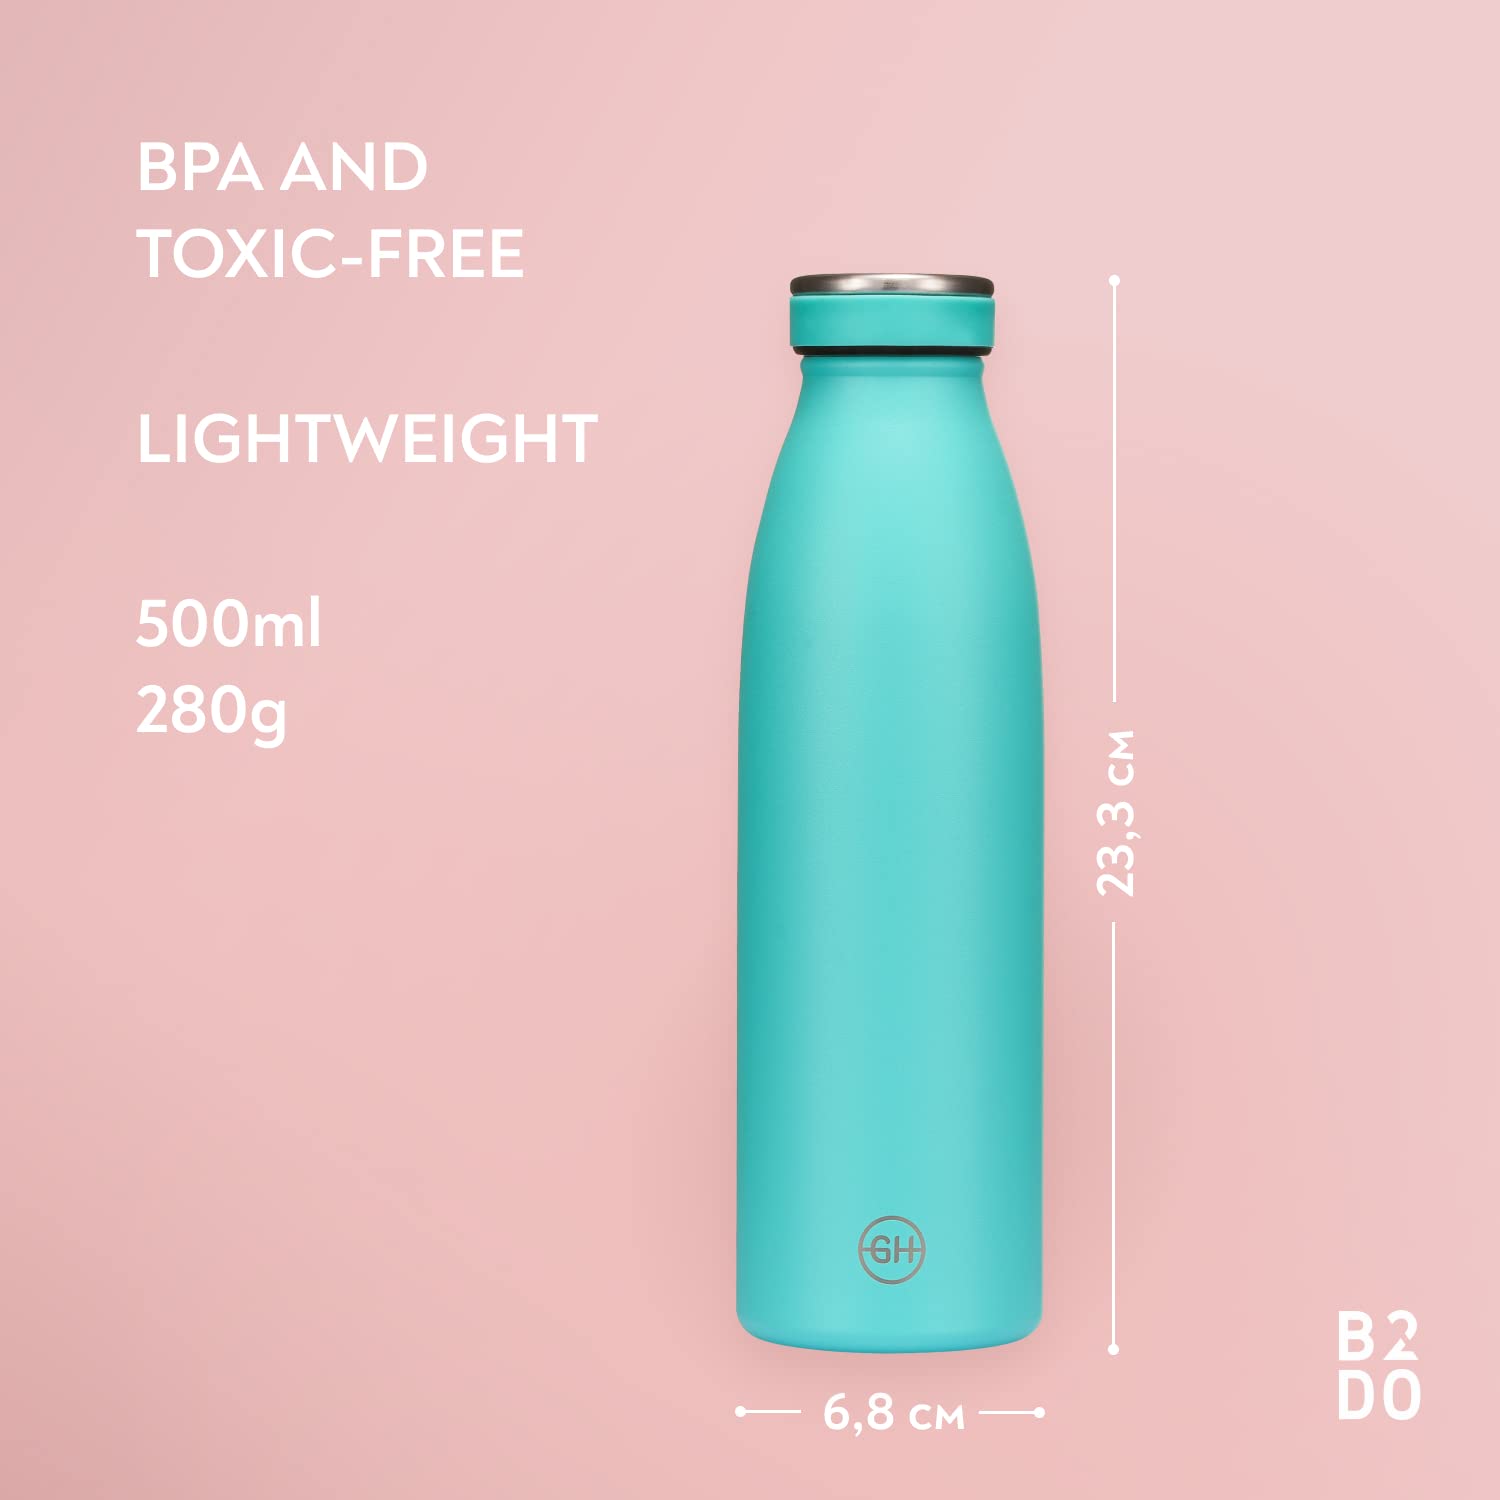 BPA AND
TOXIC-FREE
LIGHTWEIGHT
500ml
280g
23,3 см
GH
6,8 см
B2
DO